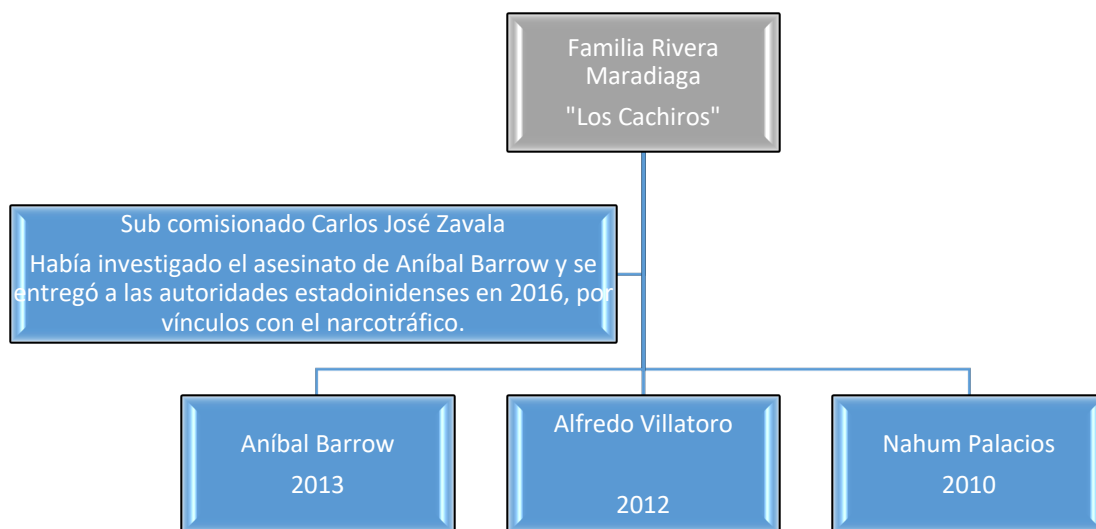 Familia Rivera
Maradiaga
"Los Cachiros"
Sub comisionado Carlos José Zavala
Había investigado el asesinato de Aníbal Barrow y se
entregó a las autoridades estadoinidenses en 2016, por
vínculos con el narcotráfico.
Aníbal Barrow
2013
Alfredo Villatoro
2012
Nahum Palacios
2010